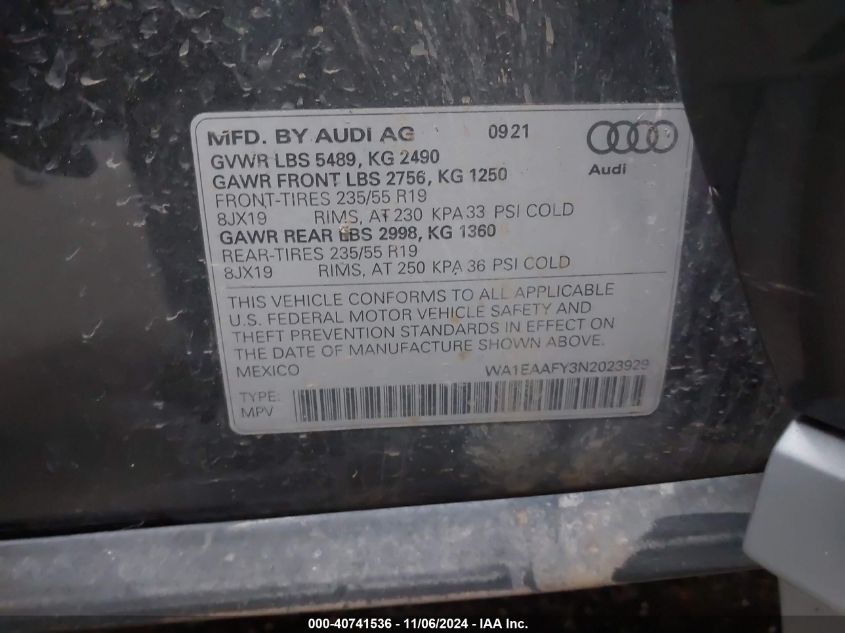 MFD. BY AUDI AG 0921
GVWR LBS 5489, KG 2490
Audi
GAWR FRONT LBS 2756, KG 1250
FRONT-TIRES 235/55 R19
8JX19 RIMS, AT 230 KPA 33 PSI COLD
GAWR REAR LBS 2998, KG 1360
REAR-TIRES 235/55 R19
8JX19 RIMS, AT 250 KPA 36 PSI COLD
THIS VEHICLE CONFORMS TO ALL APPLICABLE
U.S. FEDERAL MOTOR VEHICLE SAFETY AND
THEFT PREVENTION STANDARDS IN EFFECT ON
THE DATE OF MANUFACTURE SHOWN ABOVE.
MEXICO WA1EAAFY3N2023929
TYPE:
MPV
000-40741536 - 11/06/2024 - WWW.IAAI.COM